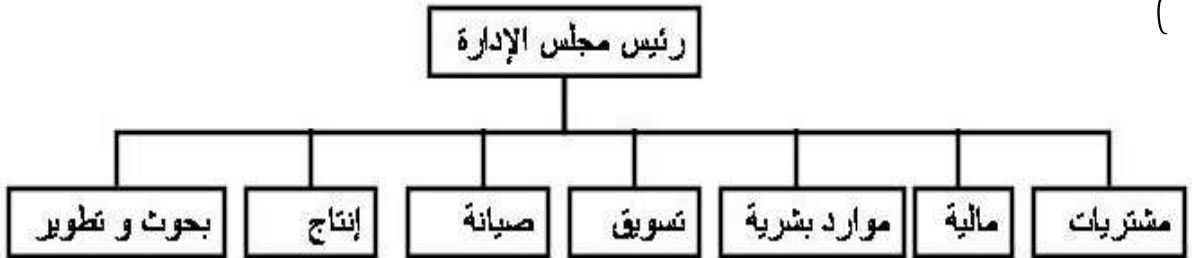 (
رئيس مجلس الإدارة
مشتريات
مالية
موارد بشرية
تسويق
صيانة
إنتاج
بحوث و تطوير